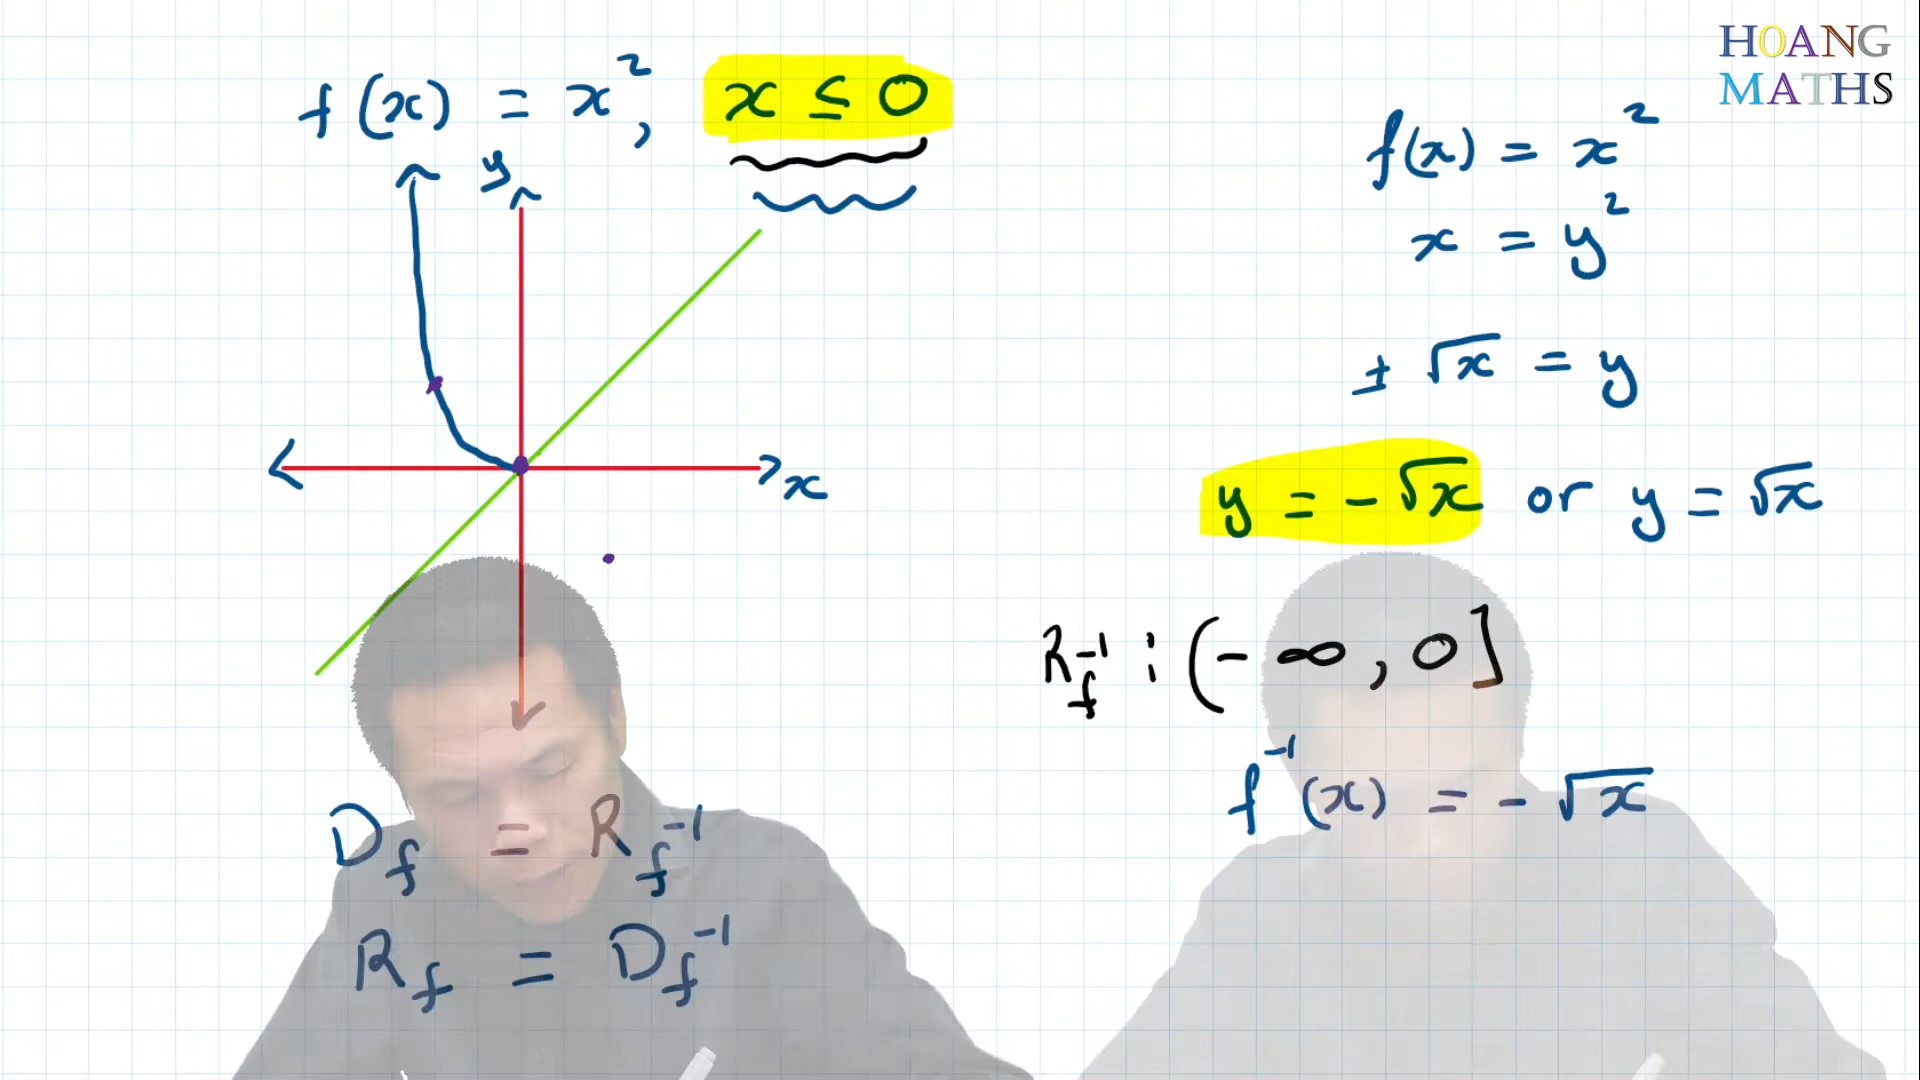 HOANG
MATHS
f(x) = x², x ≤ 0
y
x
f(x) = x²
x = y²
± √x = y
y = -√x or y = √x
R_f⁻¹ : (-∞, 0]
f⁻¹(x) = -√x
D_f = R_f⁻¹
R_f = D_f⁻¹